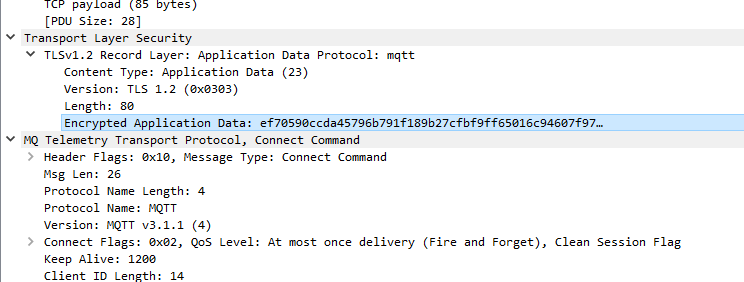 TCP payload (85 bytes)
[PDU Size: 28]
Transport Layer Security
TLSv1.2 Record Layer: Application Data Protocol: mqtt
Content Type: Application Data (23)
Version: TLS 1.2 (0x0303)
Length: 80
Encrypted Application Data: ef70590ccda45796b791f189b27cfbf9ff65016c94607f97…
MQ Telemetry Transport Protocol, Connect Command
Header Flags: 0x10, Message Type: Connect Command
Msg Len: 26
Protocol Name Length: 4
Protocol Name: MQTT
Version: MQTT v3.1.1 (4)
Connect Flags: 0x02, QoS Level: At most once delivery (Fire and Forget), Clean Session Flag
Keep Alive: 1200
Client ID Length: 14